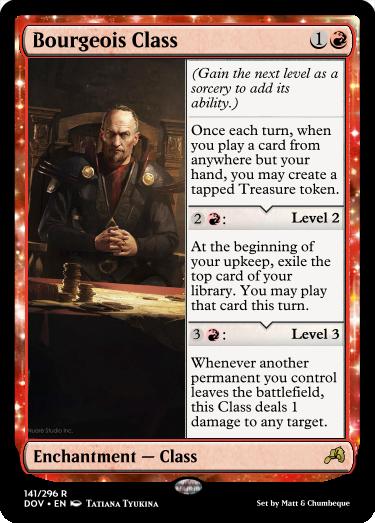 Bourgeois Class 1
(Gain the next level as a
sorcery to add its
ability.)
Once each turn, when
you play a card from
anywhere but your
hand, you may create a
tapped Treasure token.
2 : Level 2
At the beginning of
your upkeep, exile the
top card of your
library. You may play
that card this turn.
3 : Level 3
Whenever another
permanent you control
leaves the battlefield,
this Class deals 1
damage to any target.
Enchantment — Class
141/296 R
DOV • EN Tatiana Tyukina
Set by Matt & Chumbeque